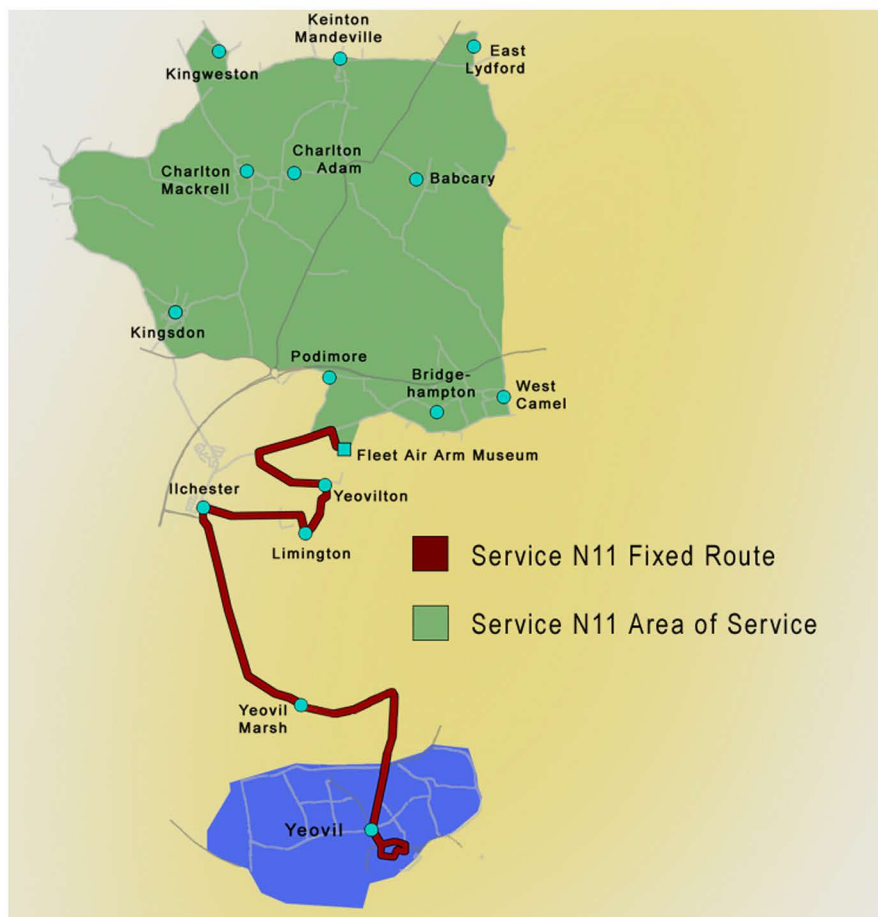 Keinton
Mandeville
East
Lydford
Kingweston
Charlton
Adam
Charlton
Mackrell
Babcary
Kingsdon
Podimore
Bridge-
hampton
West
Camel
Fleet Air Arm Museum
Ilchester
Yeovilton
Limington
Service N11 Fixed Route
Service N11 Area of Service
Yeovil
Marsh
Yeovil